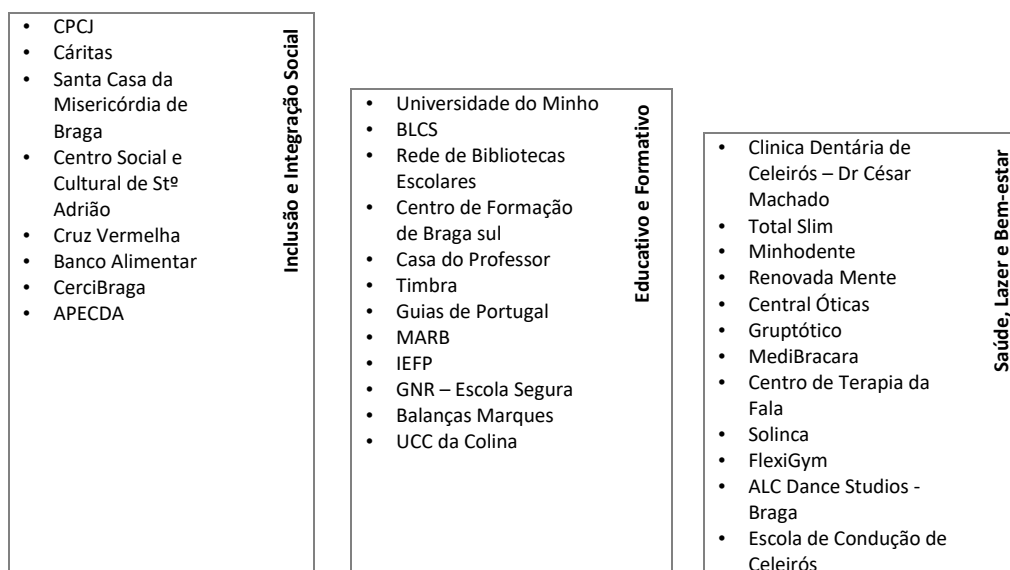 • CPCJ
• Cáritas
• Santa Casa da
Misericórdia de
Braga
• Centro Social e
Cultural de Stº
Adrião
• Cruz Vermelha
• Banco Alimentar
• CerciBraga
• APECDA
Inclusão e Integração Social
• Universidade do Minho
• BLCS
• Rede de Bibliotecas
Escolares
• Centro de Formação
de Braga sul
• Casa do Professor
• Timbra
• Guias de Portugal
• MARB
• IEFP
• GNR – Escola Segura
• Balanças Marques
• UCC da Colina
Educativo e Formativo
• Clinica Dentária de
Celeirós – Dr César
Machado
• Total Slim
• Minhodente
• Renovada Mente
• Central Óticas
• Gruptótico
• MediBracara
• Centro de Terapia da
Fala
• Solinca
• FlexiGym
• ALC Dance Studios -
Braga
• Escola de Condução de
Celeirós
Saúde, Lazer e Bem-estar